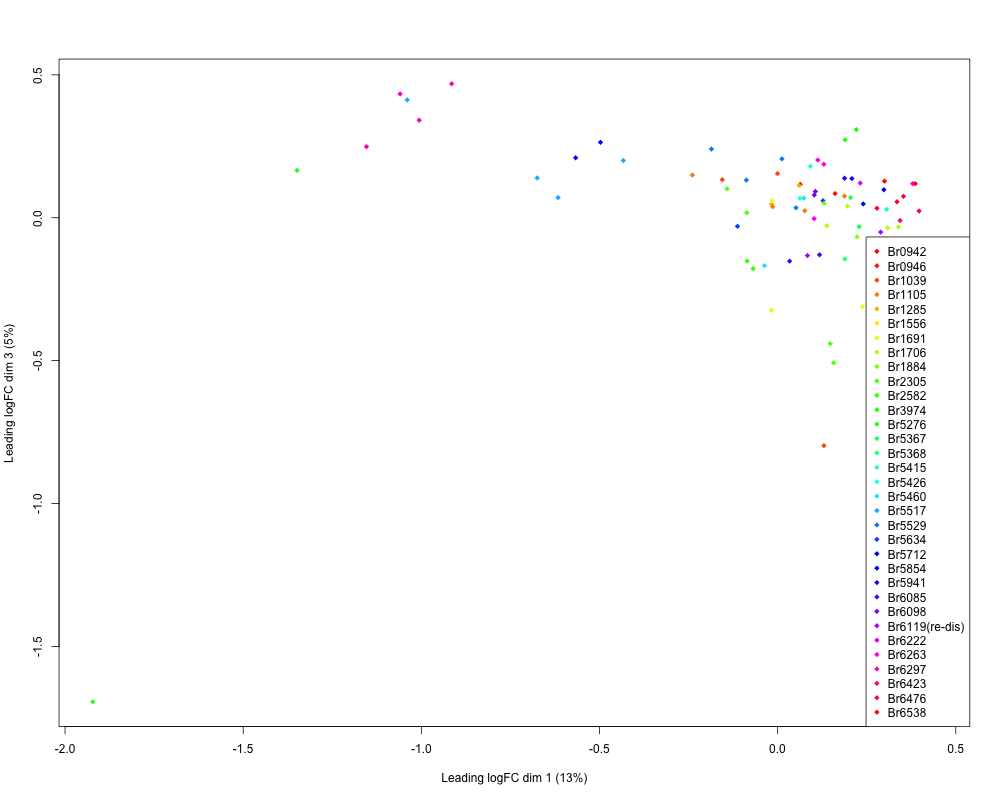 0.5
0.0
-0.5
-1.0
-1.5
Leading logFC dim 3 (5%)
Br0942
Br0946
Br1039
Br1105
Br1285
Br1556
Br1691
Br1706
Br1884
Br2305
Br2582
Br3974
Br5276
Br5367
Br5368
Br5415
Br5426
Br5460
Br5517
Br5529
Br5634
Br5712
Br5854
Br5941
Br6085
Br6098
Br6119(re-dis)
Br6222
Br6263
Br6297
Br6423
Br6476
Br6538
-2.0 -1.5 -1.0 -0.5 0.0 0.5
Leading logFC dim 1 (13%)